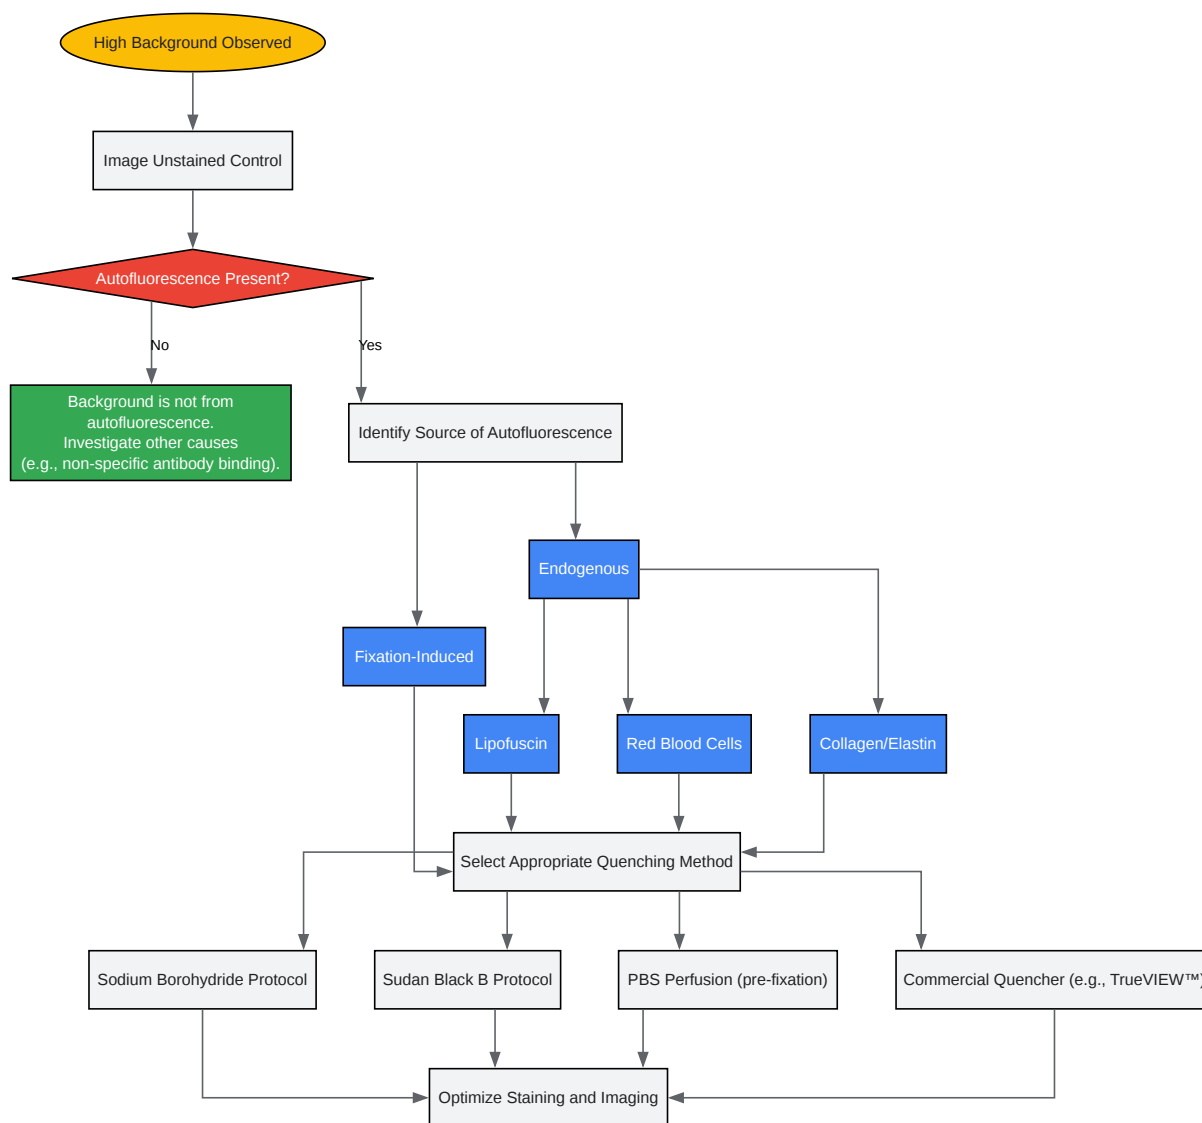 High Background Observed
Image Unstained Control
Autofluorescence Present?
No
Yes
Background is not from
autofluorescence.
Investigate other causes
(e.g., non-specific antibody binding).
Identify Source of Autofluorescence
Endogenous
Fixation-Induced
Lipofuscin
Red Blood Cells
Collagen/Elastin
Select Appropriate Quenching Method
Sodium Borohydride Protocol
Sudan Black B Protocol
PBS Perfusion (pre-fixation)
Commercial Quencher (e.g., TrueVIEW™)
Optimize Staining and Imaging